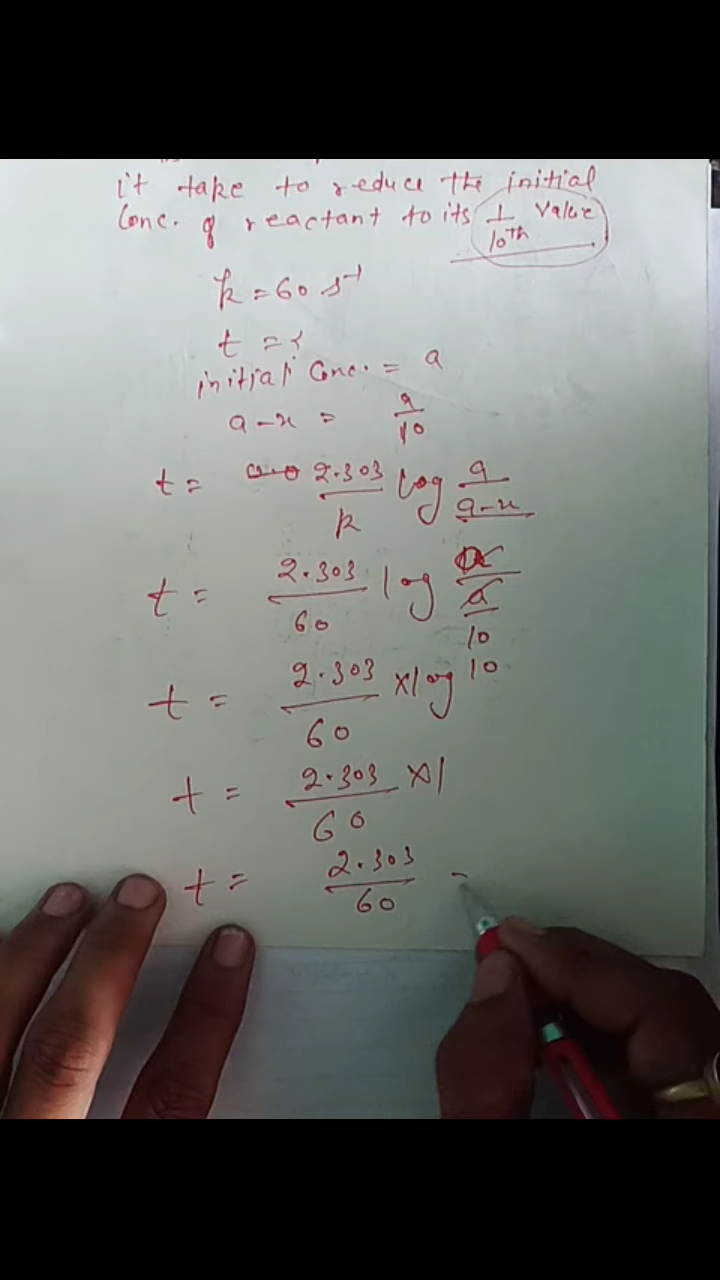 it take to reduce the initial
Conc. of reactant to its 1/10th value
k = 60 s⁻¹
t = ?
initial Conc. = a
a-x = a/10
t = 2.303/k log a/a-x
t = 2.303/60 log a/a/10
t = 2.303/60 × log 10
t = 2.303/60 × 1
t = 2.303/60 =